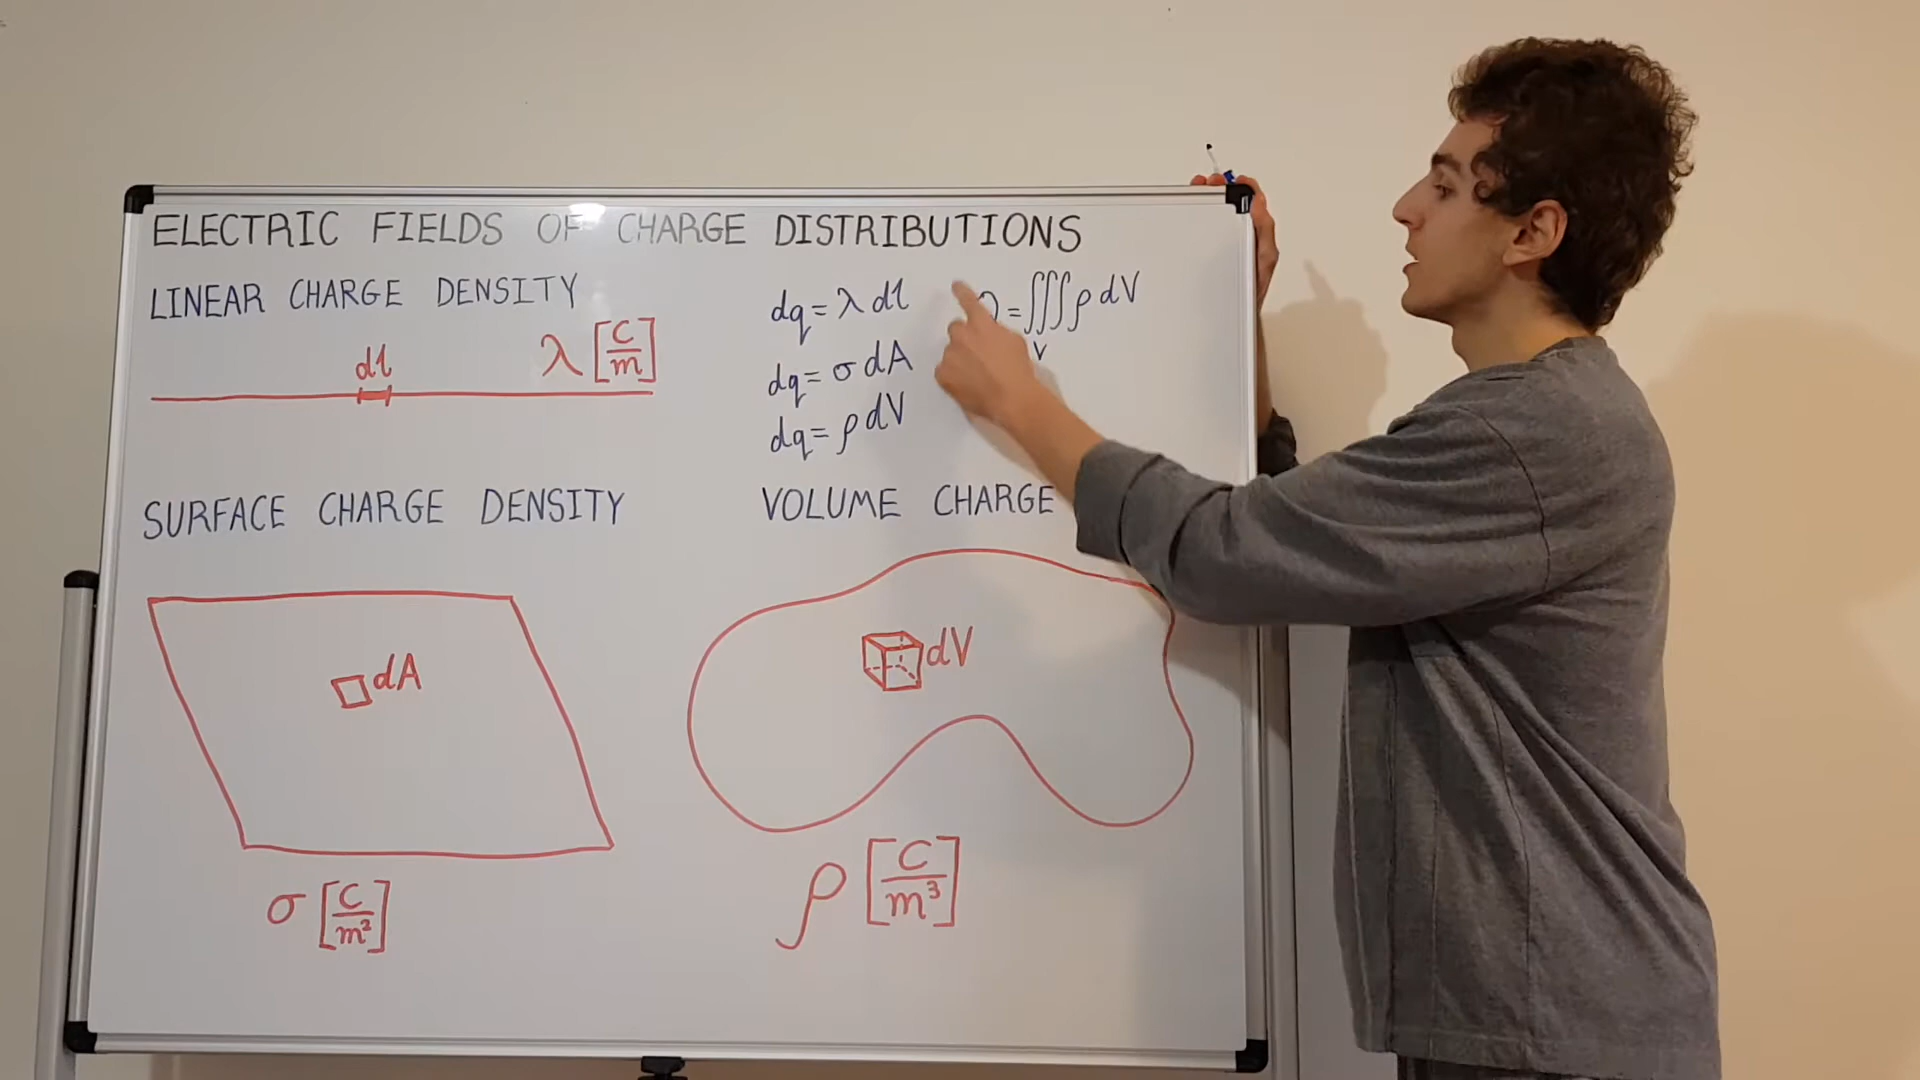 ELECTRIC FIELDS OF CHARGE DISTRIBUTIONS
LINEAR CHARGE DENSITY
dl
λ [C/m]
dq = λ dl
dq = σ dA
dq = ρ dV
= ∭ ρ dV
V
SURFACE CHARGE DENSITY
dA
σ [C/m²]
VOLUME CHARGE
dV
ρ [C/m³]